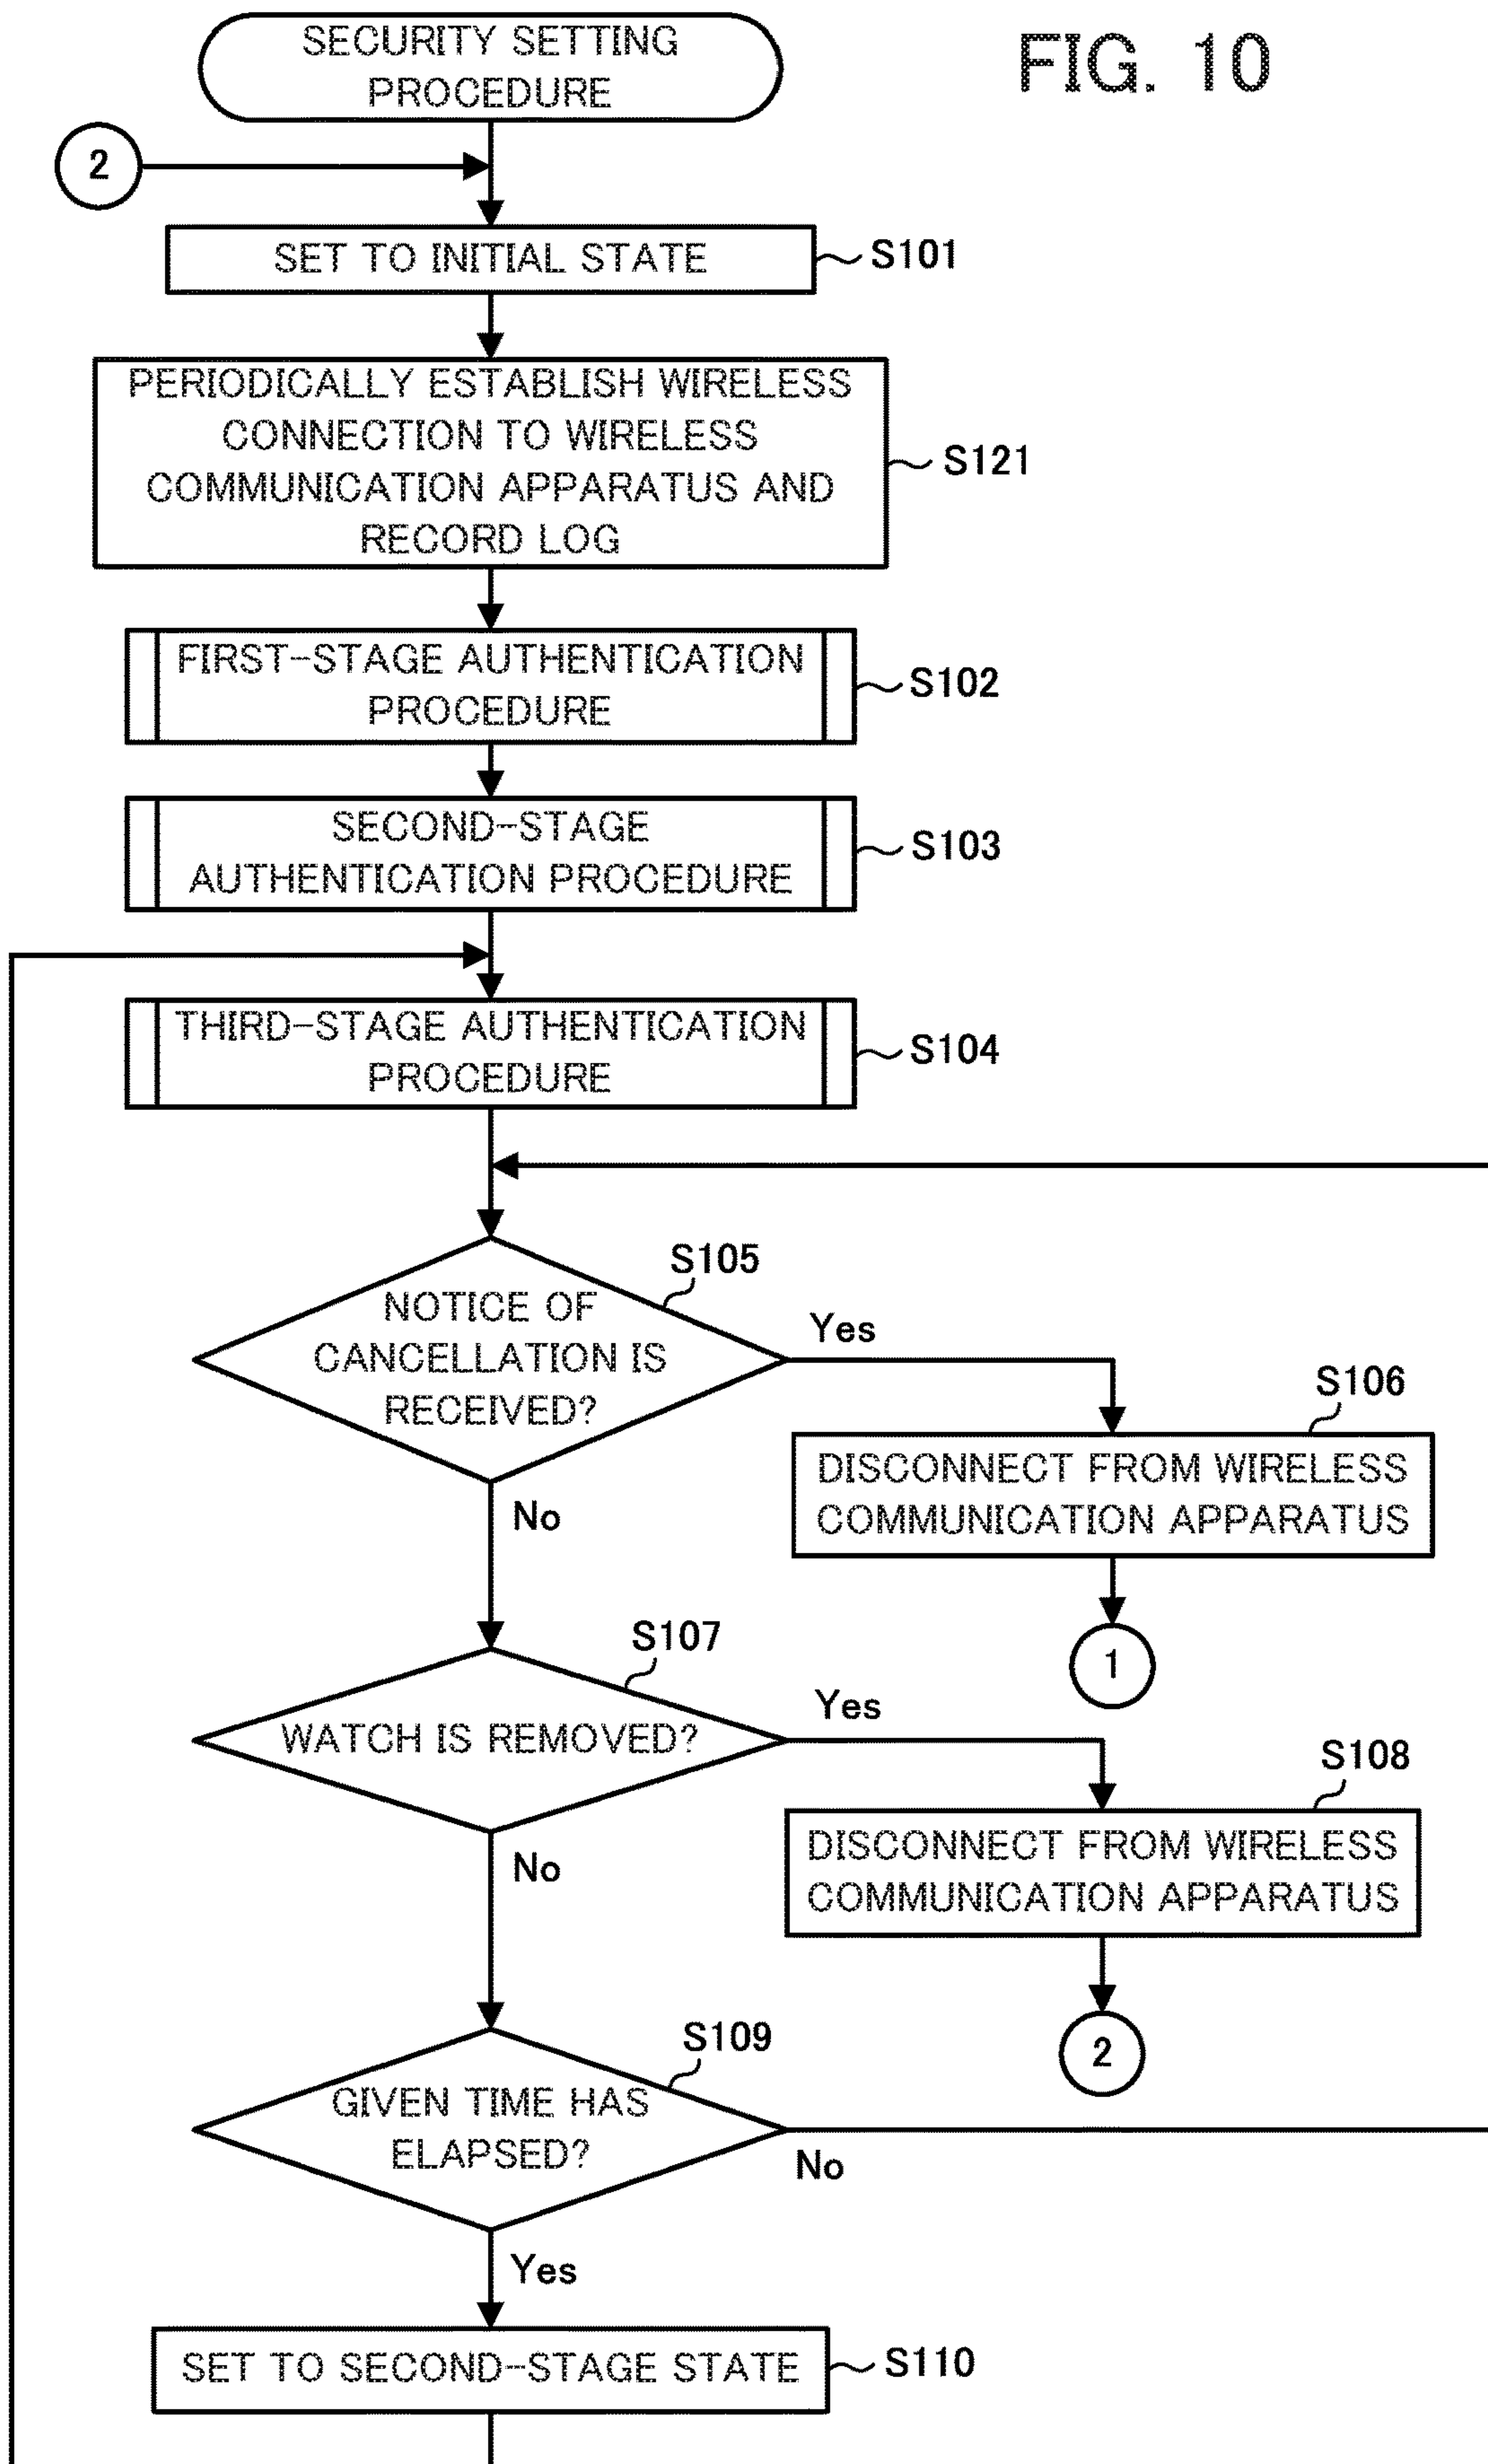 FIG. 10
SECURITY SETTING
PROCEDURE
2
SET TO INITIAL STATE
S101
PERIODICALLY ESTABLISH WIRELESS
CONNECTION TO WIRELESS
COMMUNICATION APPARATUS AND
RECORD LOG
S121
FIRST-STAGE AUTHENTICATION
PROCEDURE
S102
SECOND-STAGE
AUTHENTICATION PROCEDURE
S103
THIRD-STAGE AUTHENTICATION
PROCEDURE
S104
S105
NOTICE OF
CANCELLATION IS
RECEIVED?
Yes
No
S106
DISCONNECT FROM WIRELESS
COMMUNICATION APPARATUS
1
S107
WATCH IS REMOVED?
Yes
No
S108
DISCONNECT FROM WIRELESS
COMMUNICATION APPARATUS
2
S109
GIVEN TIME HAS
ELAPSED?
No
Yes
SET TO SECOND-STAGE STATE
S110